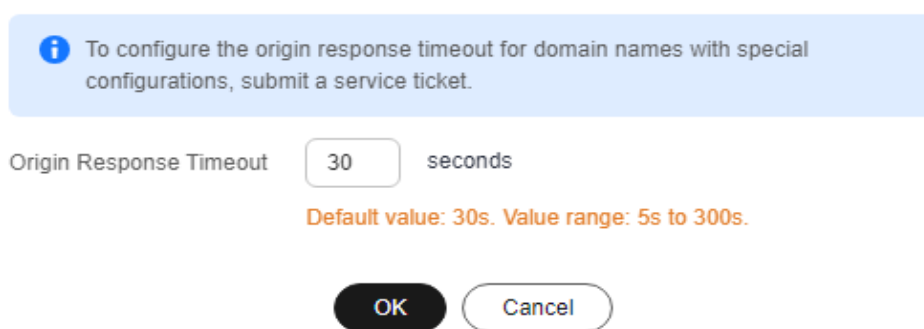 To configure the origin response timeout for domain names with special
configurations, submit a service ticket.
Origin Response Timeout 30 seconds
Default value: 30s. Value range: 5s to 300s.
OK Cancel